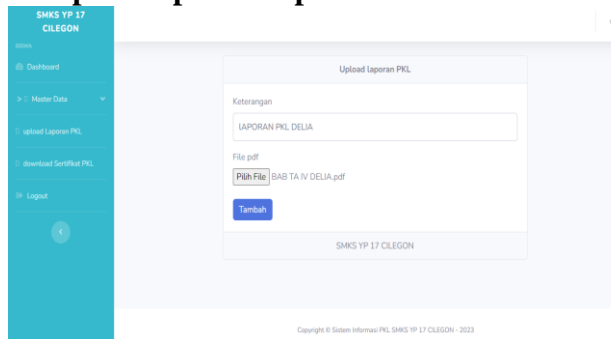 SMKS YP 17
CILEGON
SISWA
Dashboard
> Master Data
upload Laporan PKL
download Sertifikat PKL
Logout
Upload laporan PKL
Keterangan
lAPORAN PKL DELIA
File pdf
Pilih File BAB TA IV DELIA.pdf
Tambah
SMKS YP 17 CILEGON
Copyright © Sistem Informasi PKL SMKS YP 17 CILEGON - 2023